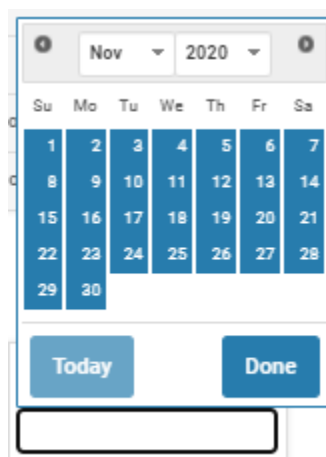 Nov 2020
Su Mo Tu We Th Fr Sa
1 2 3 4 5 6 7
8 9 10 11 12 13 14
15 16 17 18 19 20 21
22 23 24 25 26 27 28
29 30
Today Done